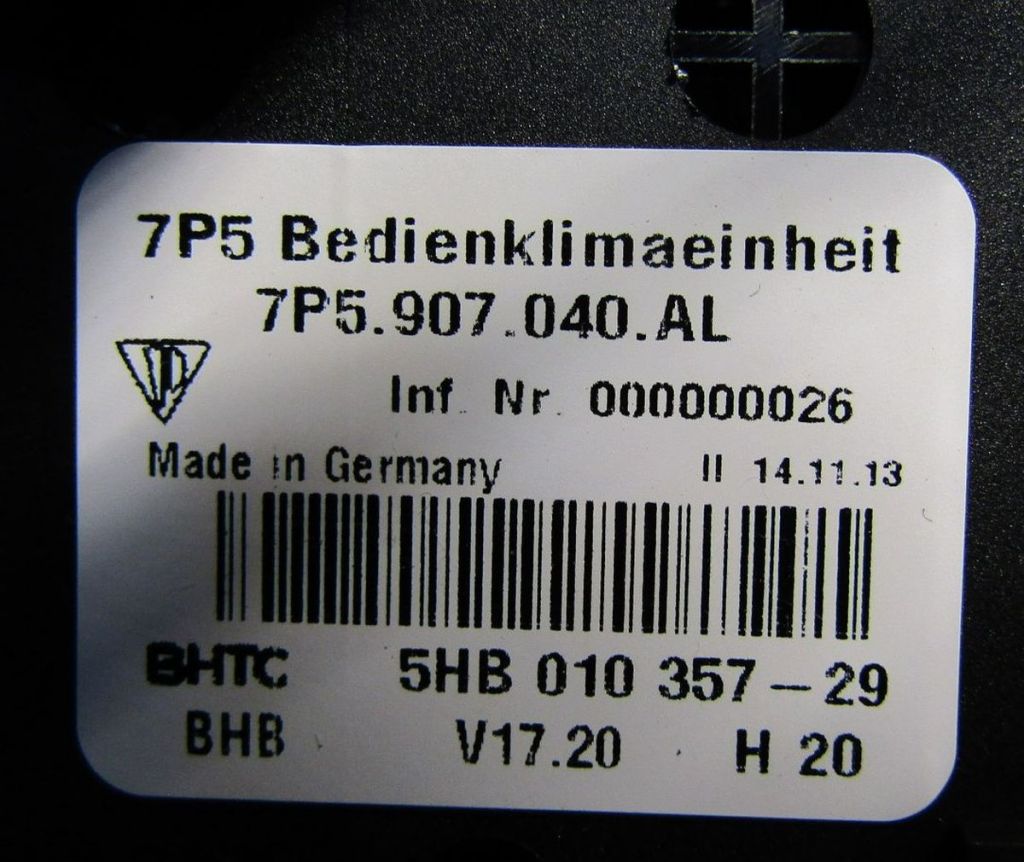 7P5 Bedienklimaeinheit
7P5.907.040.AL
Inf. Nr. 000000026
Made in Germany II 14.11.13
BHTC 5HB 010 357-29
BHB V17.20 H 20